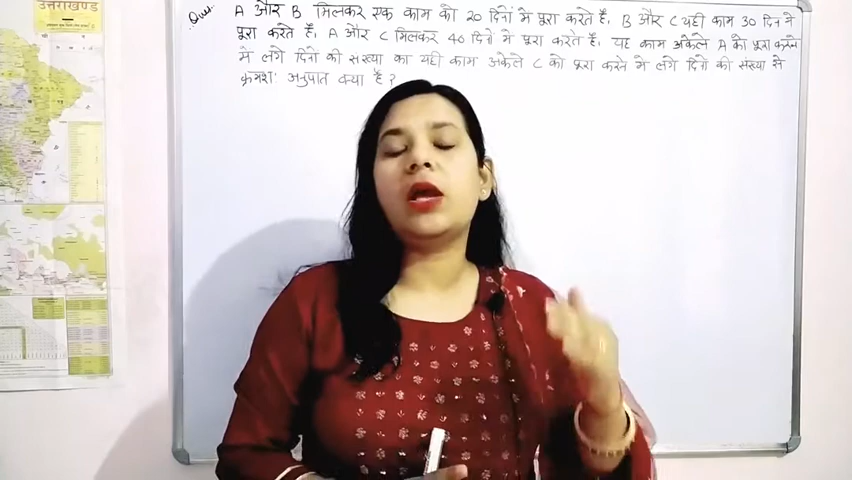 उत्तराखण्ड
Ques. A और B मिलकर एक काम को 20 दिनों में पूरा करते हैं, B और C यही काम 30 दिन मे
पूरा करते हैं, A और C मिलकर 40 दिनों में पूरा करते हैं, यह काम अकेले A को पूरा करने
मे लगे दिनों की संख्या का यही काम अकेले C को पूरा करने मे लगे दिनों की संख्या से
क्रमशः अनुपात क्या है ?